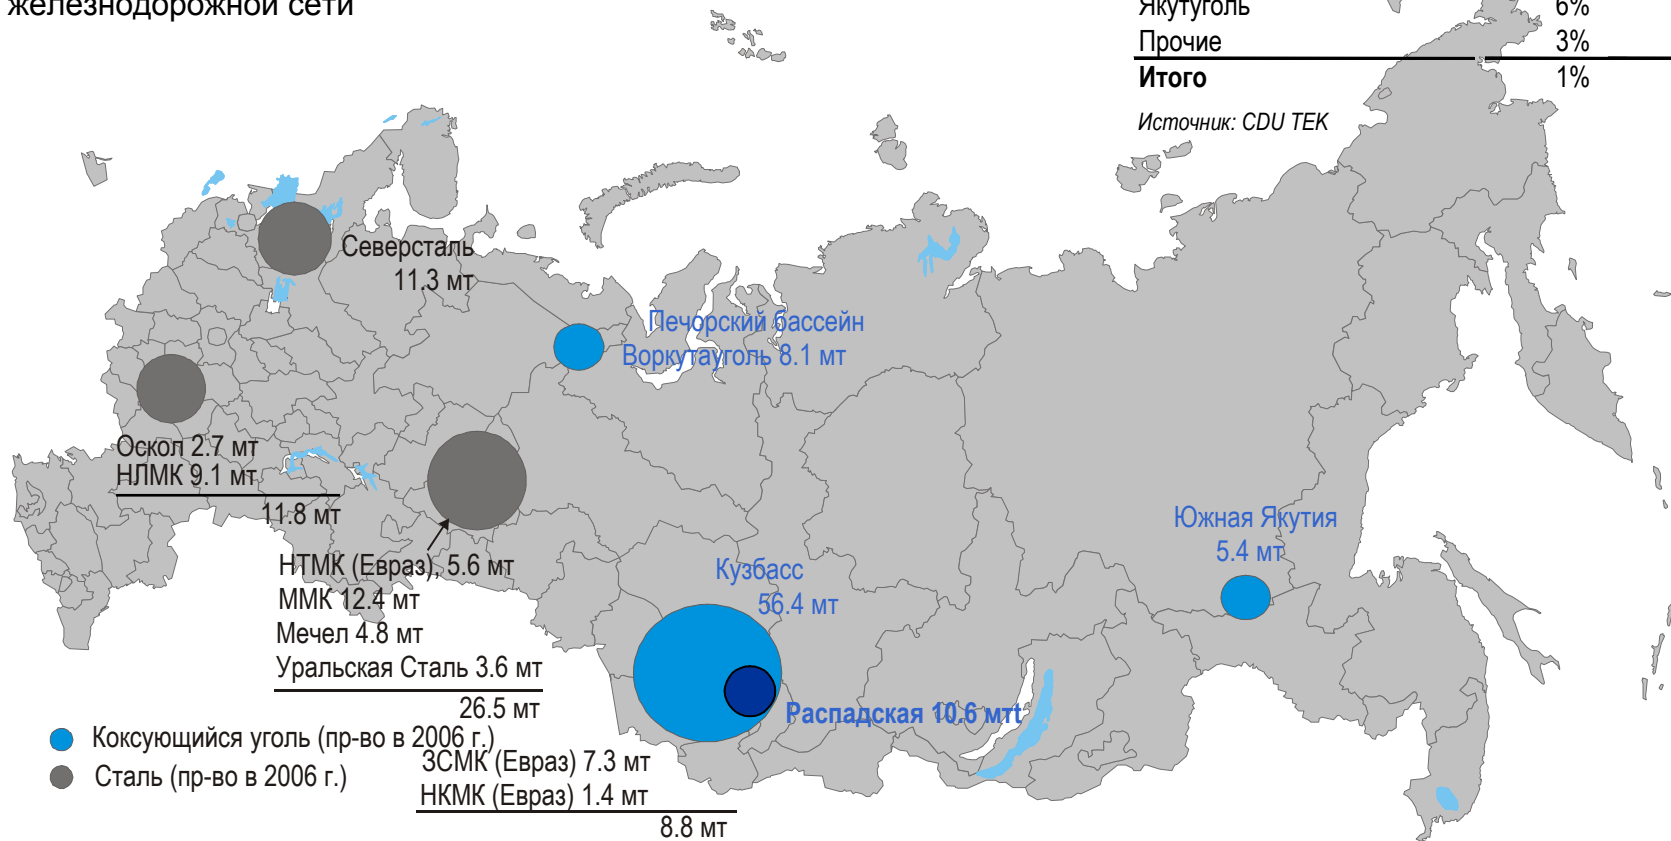 железнодорожной сети
Якутуголь 6%
Прочие 3%
Итого 1%
Источник: CDU TEK
Северсталь
11.3 мт
Печорский бассейн
Воркутауголь 8.1 мт
Оскол 2.7 мт
НЛМК 9.1 мт
11.8 мт
Южная Якутия
5.4 мт
НТМК (Евраз), 5.6 мт
ММК 12.4 мт
Мечел 4.8 мт
Уральская Сталь 3.6 мт
26.5 мт
Кузбасс
56.4 мт
Распадская 10.6 мтt
Коксующийся уголь (пр-во в 2006 г.)
Сталь (пр-во в 2006 г.)
ЗСМК (Евраз) 7.3 мт
НКМК (Евраз) 1.4 мт
8.8 мт